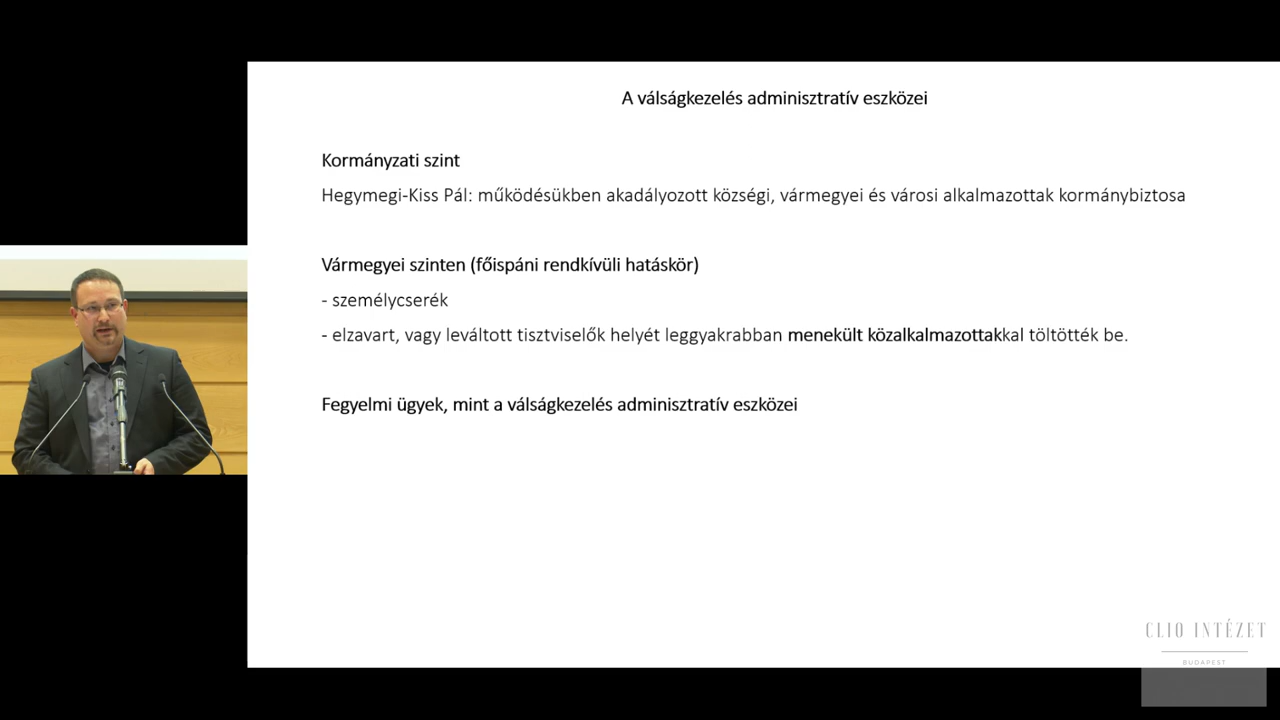 A válságkezelés adminisztratív eszközei
Kormányzati szint
Hegymegi-Kiss Pál: működésükben akadályozott községi, vármegyei és városi alkalmazottak kormánybiztosa
Vármegyei szinten (főispáni rendkívüli hatáskör)
- személycserék
- elzavart, vagy leváltott tisztviselők helyét leggyakrabban menekült közalkalmazottakkal töltötték be.
Fegyelmi ügyek, mint a válságkezelés adminisztratív eszközei
CLIO INTÉZET
BUDAPEST